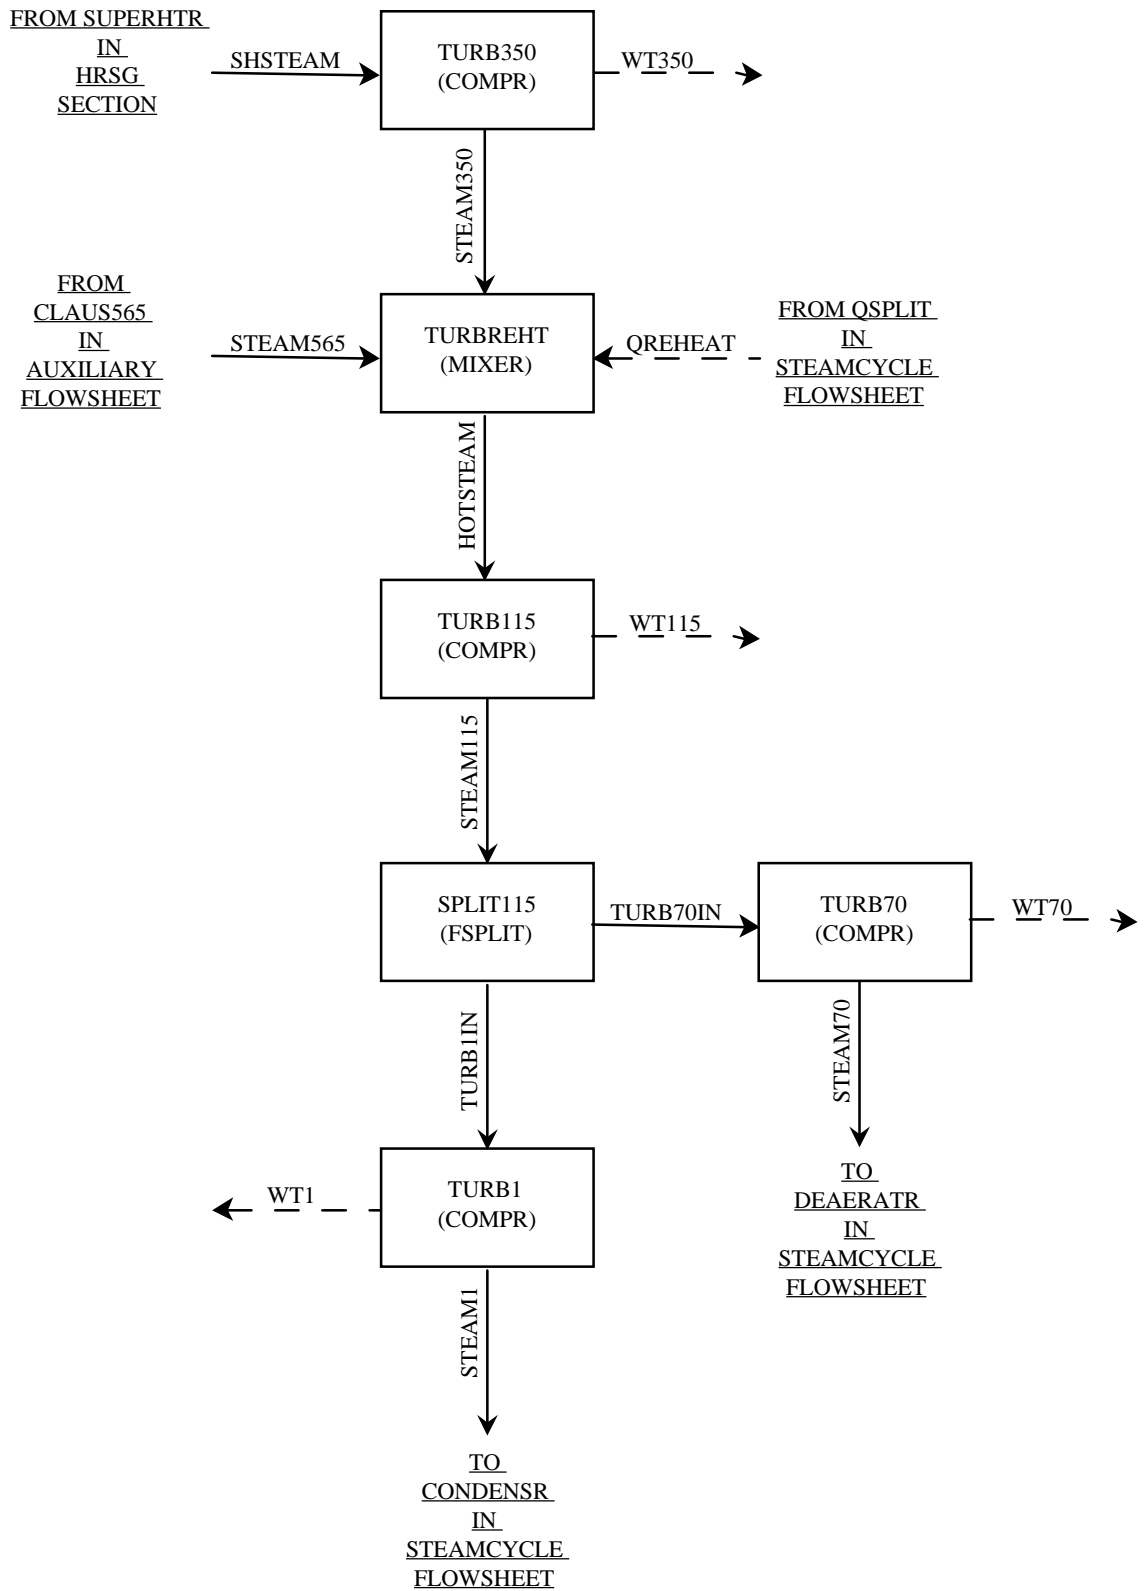 FROM SUPERHTR
IN
HRSG
SECTION
SHSTEAM
TURB350
(COMPR)
WT350
STEAM350
FROM
CLAUS565
IN
AUXILIARY
FLOWSHEET
STEAM565
TURBREHT
(MIXER)
QREHEAT
FROM QSPLIT
IN
STEAMCYCLE
FLOWSHEET
HOTSTEAM
TURB115
(COMPR)
WT115
STEAM115
SPLIT115
(FSPLIT)
TURB70IN
TURB70
(COMPR)
WT70
TURB1IN
STEAM70
WT1
TURB1
(COMPR)
TO
DEAERATR
IN
STEAMCYCLE
FLOWSHEET
STEAM1
TO
CONDENSR
IN
STEAMCYCLE
FLOWSHEET